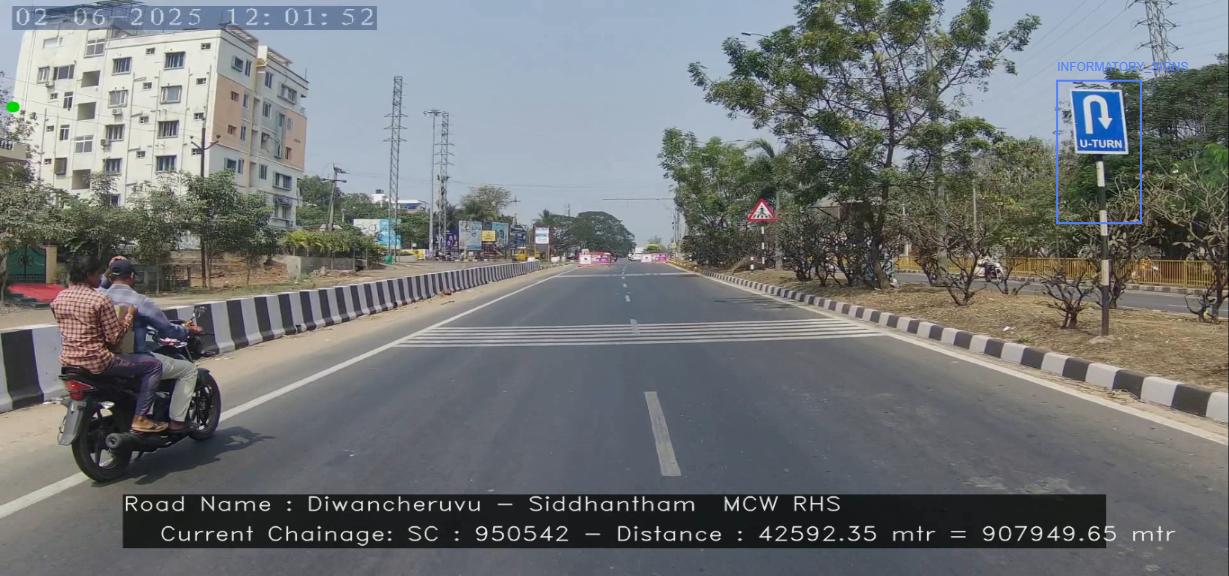 02-06-2025 12:01:52
INFORMATORY SIGNS
U-TURN
Road Name : Diwancheruvu - Siddhantham MCW RHS
Current Chainage: SC : 950542 - Distance : 42592.35 mtr = 907949.65 mtr